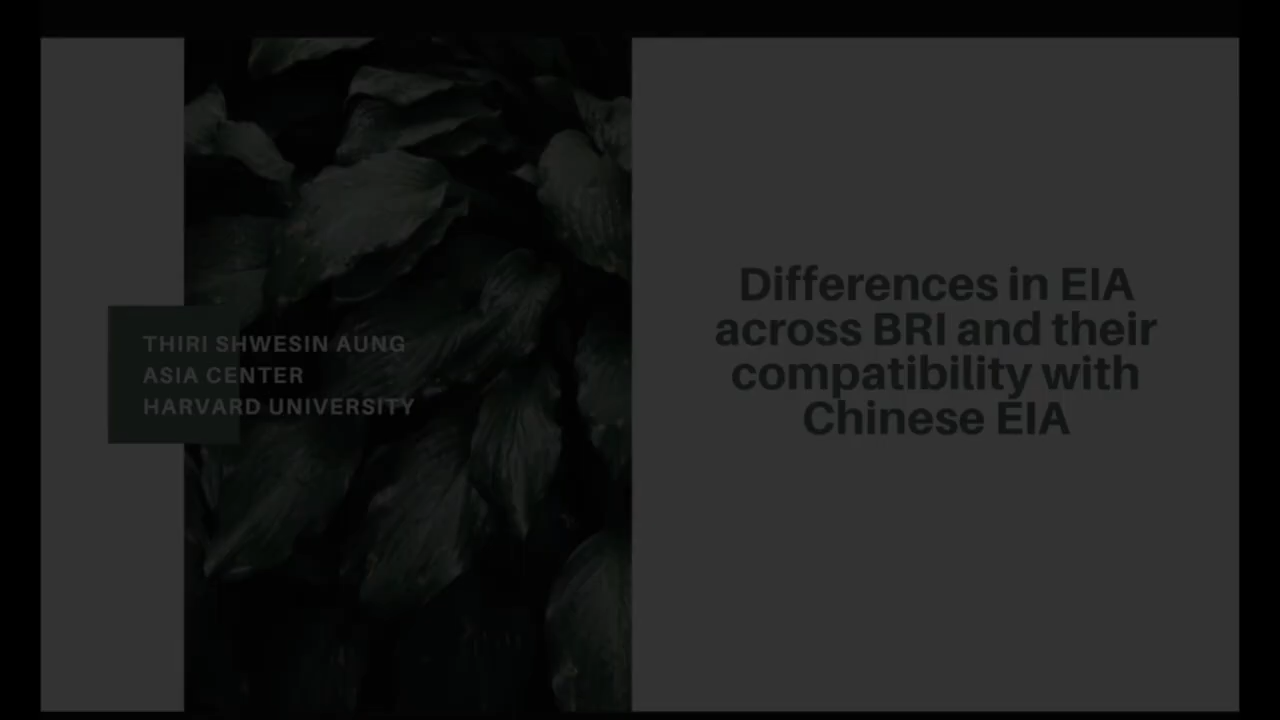 THIRI SHWESIN AUNG
ASIA CENTER
HARVARD UNIVERSITY
Differences in EIA
across BRI and their
compatibility with
Chinese EIA